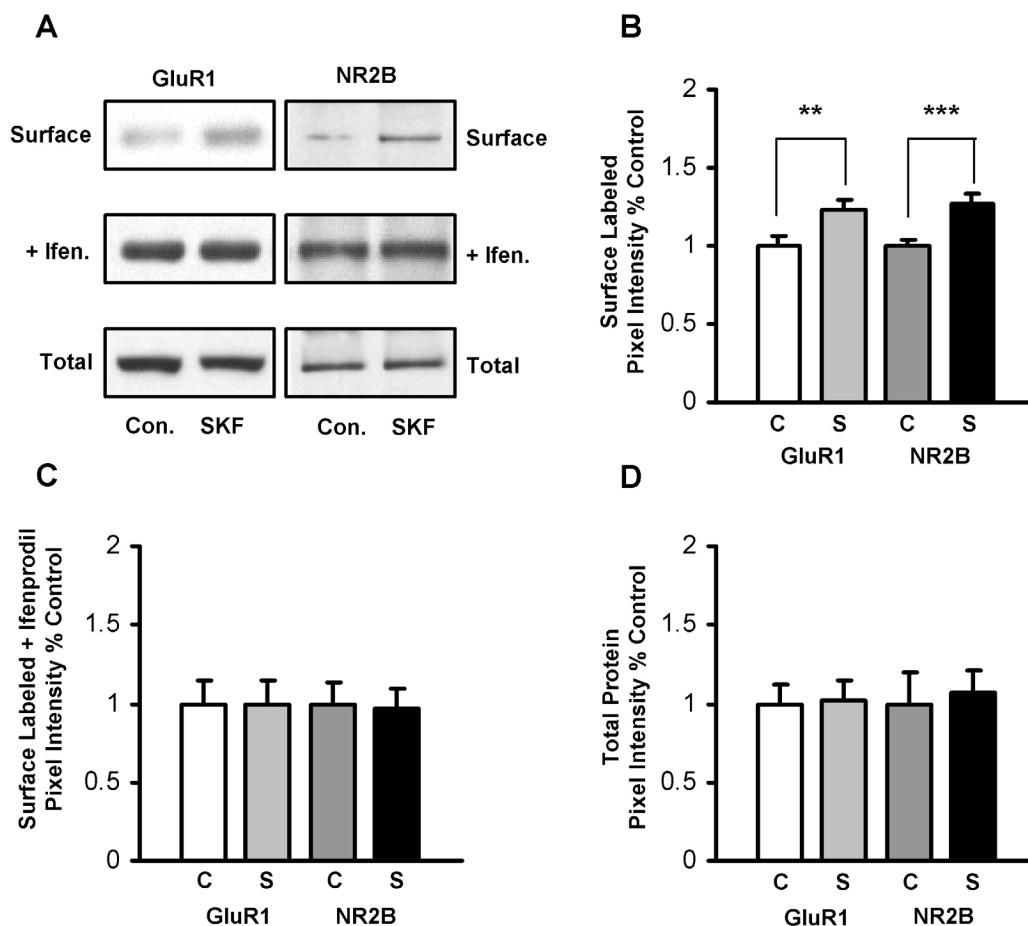 A
GluR1 NR2B
Surface Surface
+ Ifen. + Ifen.
Total Total
Con. SKF Con. SKF
B
Surface Labeled
Pixel Intensity % Control
2
1.5
1
0.5
0
** ***
C S C S
GluR1 NR2B
C
Surface Labeled + Ifenprodil
Pixel Intensity % Control
2
1.5
1
0.5
0
C S C S
GluR1 NR2B
D
Total Protein
Pixel Intensity % Control
2
1.5
1
0.5
0
C S C S
GluR1 NR2B